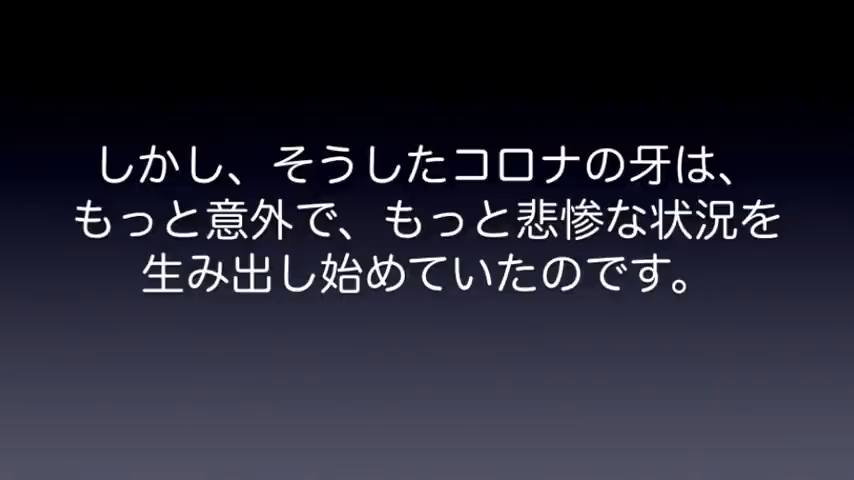 しかし、そうしたコロナの牙は、
もっと意外で、もっと悲惨な状況を
生み出し始めていたのです。